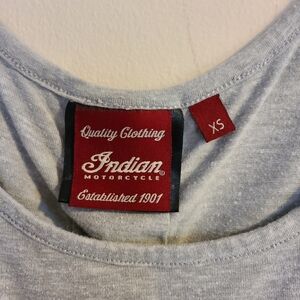 Quality Clothing
Indian
MOTORCYCLE
Established 1901
XS